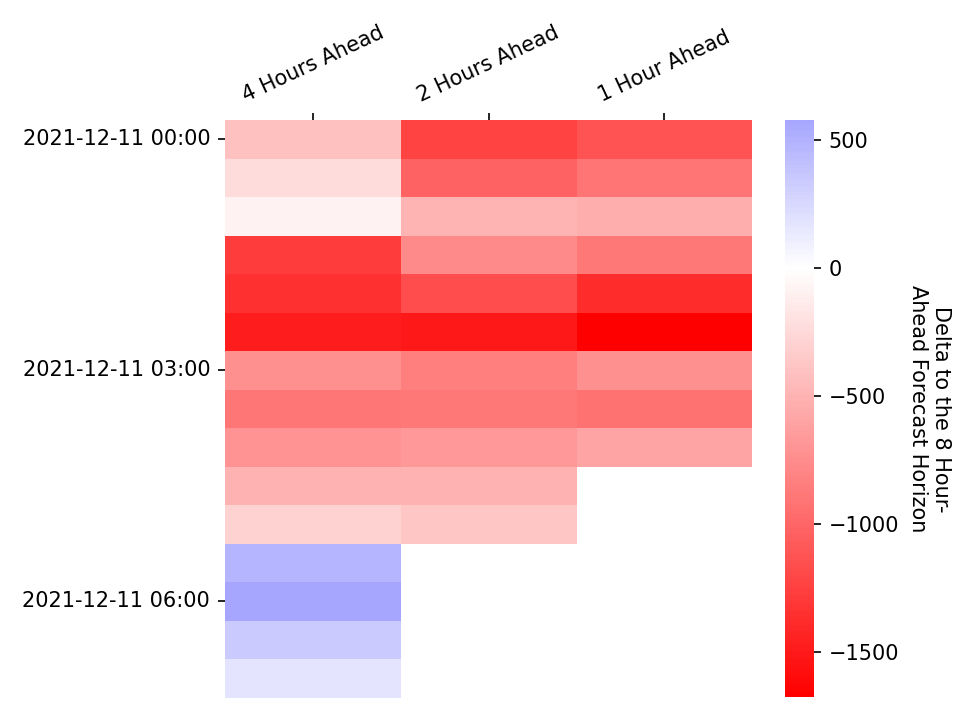 4 Hours Ahead
2 Hours Ahead
1 Hour Ahead
2021-12-11 00:00
2021-12-11 03:00
2021-12-11 06:00
500
0
−500
−1000
−1500
Delta to the 8 Hour-
Ahead Forecast Horizon